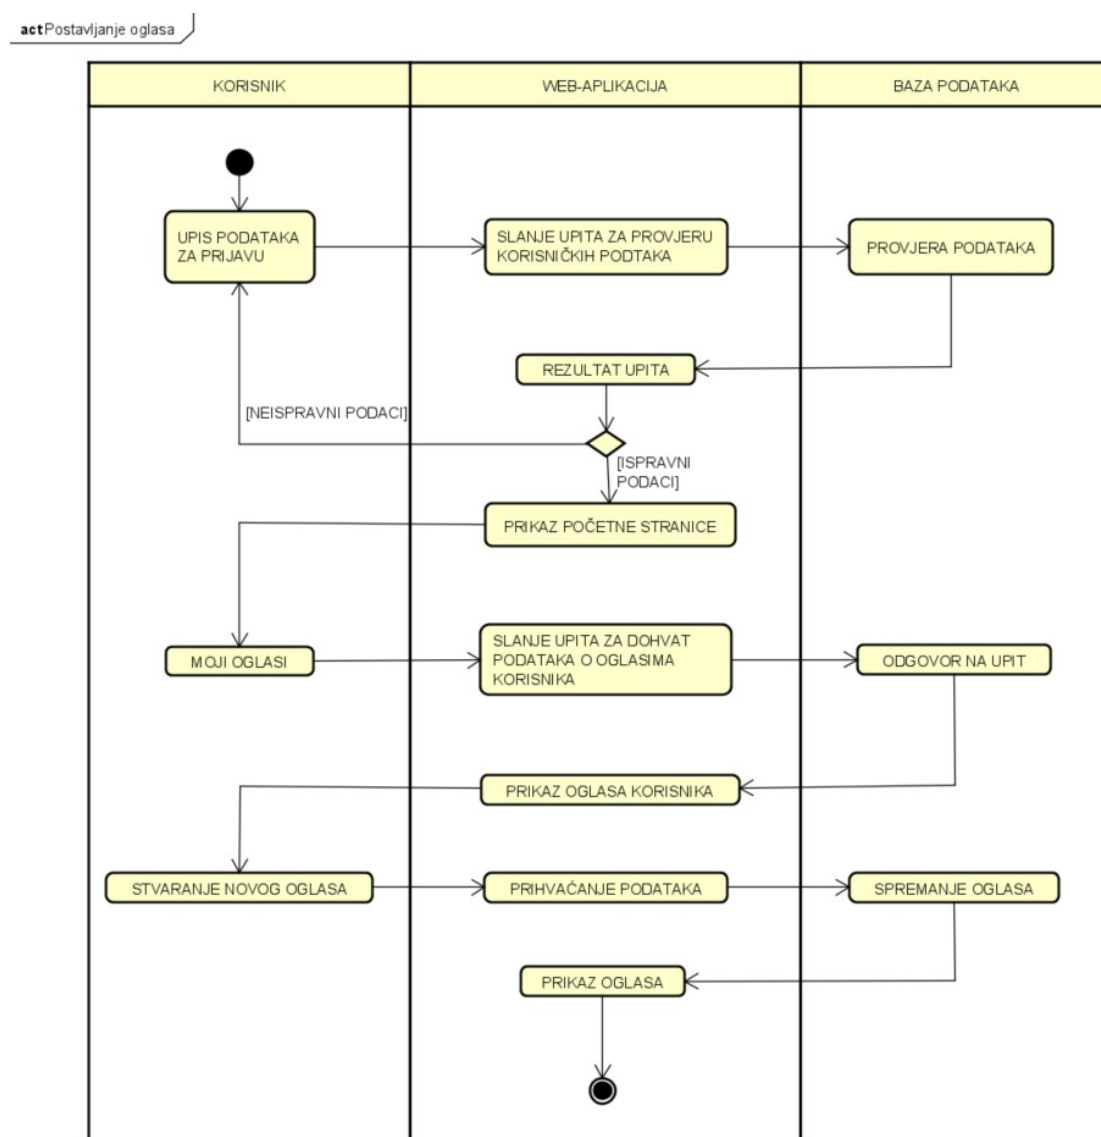 act Postavljanje oglasa
KORISNIK
WEB-APLIKACIJA
BAZA PODATAKA
UPIS PODATAKA
ZA PRIJAVU
SLANJE UPITA ZA PROVJERU
KORISNIČKIH PODTAKA
PROVJERA PODATAKA
REZULTAT UPITA
[NEISPRAVNI PODACI]
[ISPRAVNI
PODACI]
PRIKAZ POČETNE STRANICE
MOJI OGLASI
SLANJE UPITA ZA DOHVAT
PODATAKA O OGLASIMA
KORISNIKA
ODGOVOR NA UPIT
PRIKAZ OGLASA KORISNIKA
STVARANJE NOVOG OGLASA
PRIHVAĆANJE PODATAKA
SPREMANJE OGLASA
PRIKAZ OGLASA